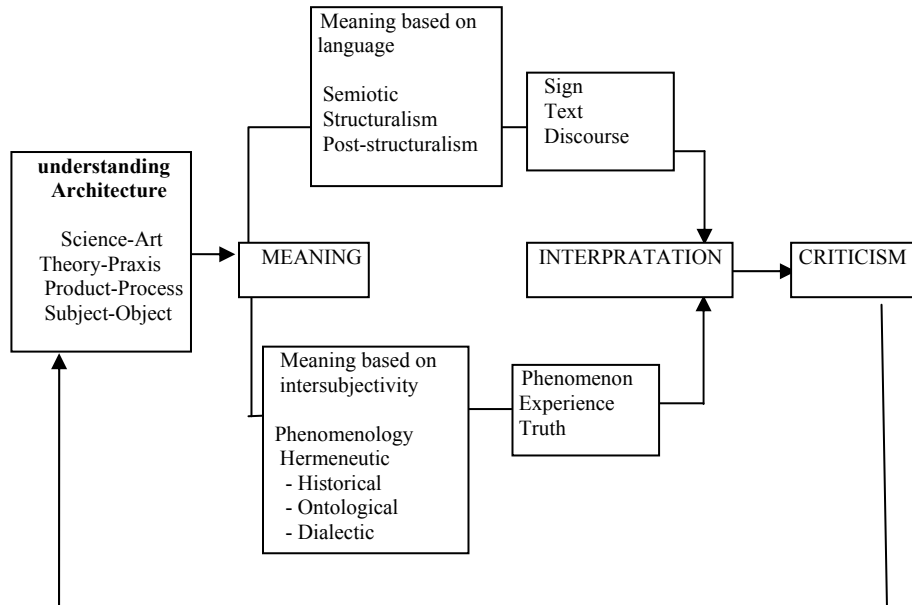 understanding
Architecture
Science-Art
Theory-Praxis
Product-Process
Subject-Object
MEANING
Meaning based on
language
Semiotic
Structuralism
Post-structuralism
Sign
Text
Discourse
Meaning based on
intersubjectivity
Phenomenology
Hermeneutic
- Historical
- Ontological
- Dialectic
Phenomenon
Experience
Truth
INTERPRATATION
CRITICISM